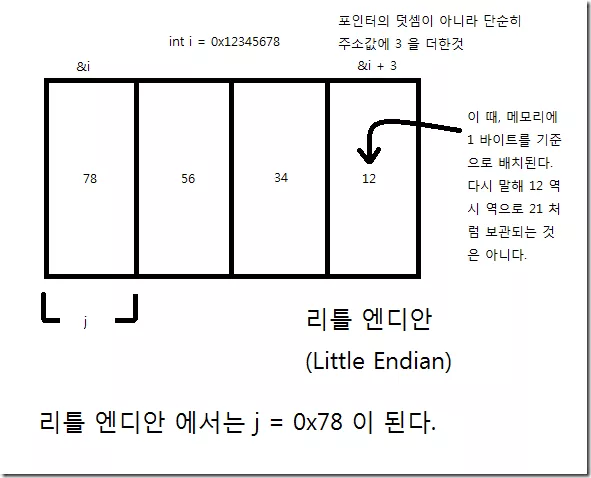 int i = 0x12345678
포인터의 덧셈이 아니라 단순히
주소값에 3 을 더한것
&i
&i + 3
78
56
34
12
이 때, 메모리에
1 바이트를 기준
으로 배치된다.
다시 말해 12 역
시 역으로 21 처
럼 보관되는 것
은 아니다.
j
리틀 엔디안
(Little Endian)
리틀 엔디안 에서는 j = 0x78 이 된다.